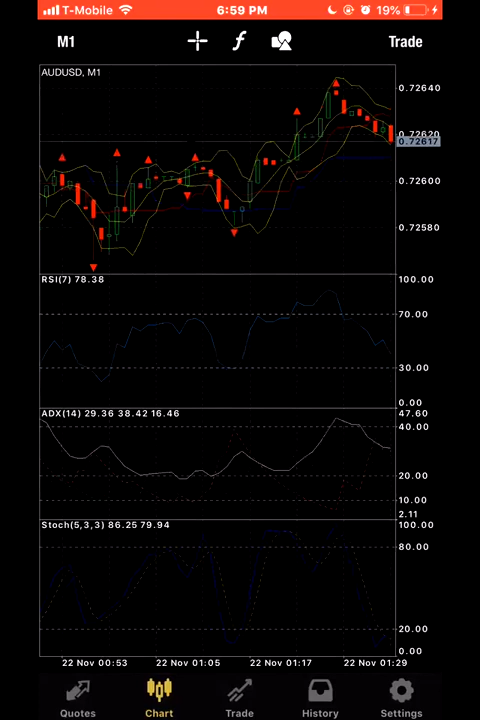 T-Mobile 6:59 PM 19%
M1 Trade
AUDUSD, M1
0.72640
0.72620
0.72617
0.72600
0.72580
RSI(7) 78.38 100.00
70.00
30.00
0.00
ADX(14) 29.36 38.42 16.46 47.60
40.00
20.00
10.00
2.11
Stoch(5,3,3) 86.25 79.94 100.00
80.00
20.00
0.00
22 Nov 00:53 22 Nov 01:05 22 Nov 01:17 22 Nov 01:29
Quotes Chart Trade History Settings